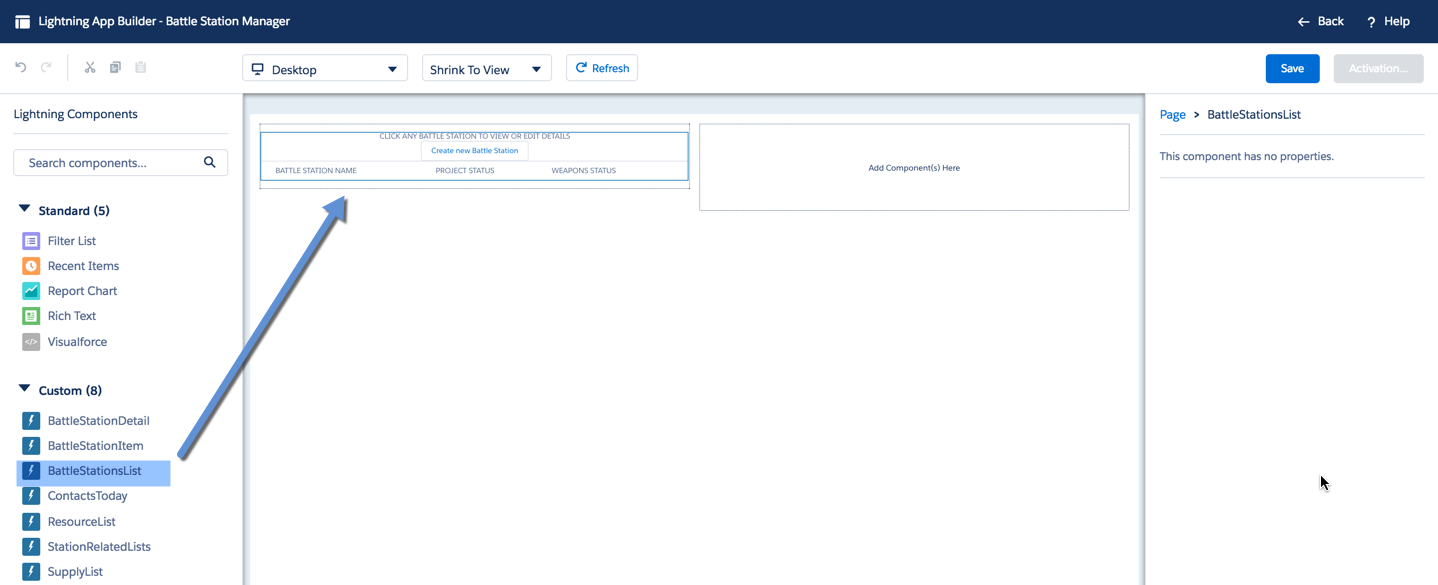 Lightning App Builder - Battle Station Manager
Back
? Help
Desktop
Shrink To View
Refresh
Save
Activation...
Lightning Components
Search components...
Standard (5)
Filter List
Recent Items
Report Chart
Rich Text
Visualforce
Custom (8)
BattleStationDetail
BattleStationItem
BattleStationsList
ContactsToday
ResourceList
StationRelatedLists
SupplyList
CLICK ANY BATTLE STATION TO VIEW OR EDIT DETAILS
Create new Battle Station
BATTLE STATION NAME PROJECT STATUS WEAPONS STATUS
Add Component(s) Here
Page > BattleStationsList
This component has no properties.